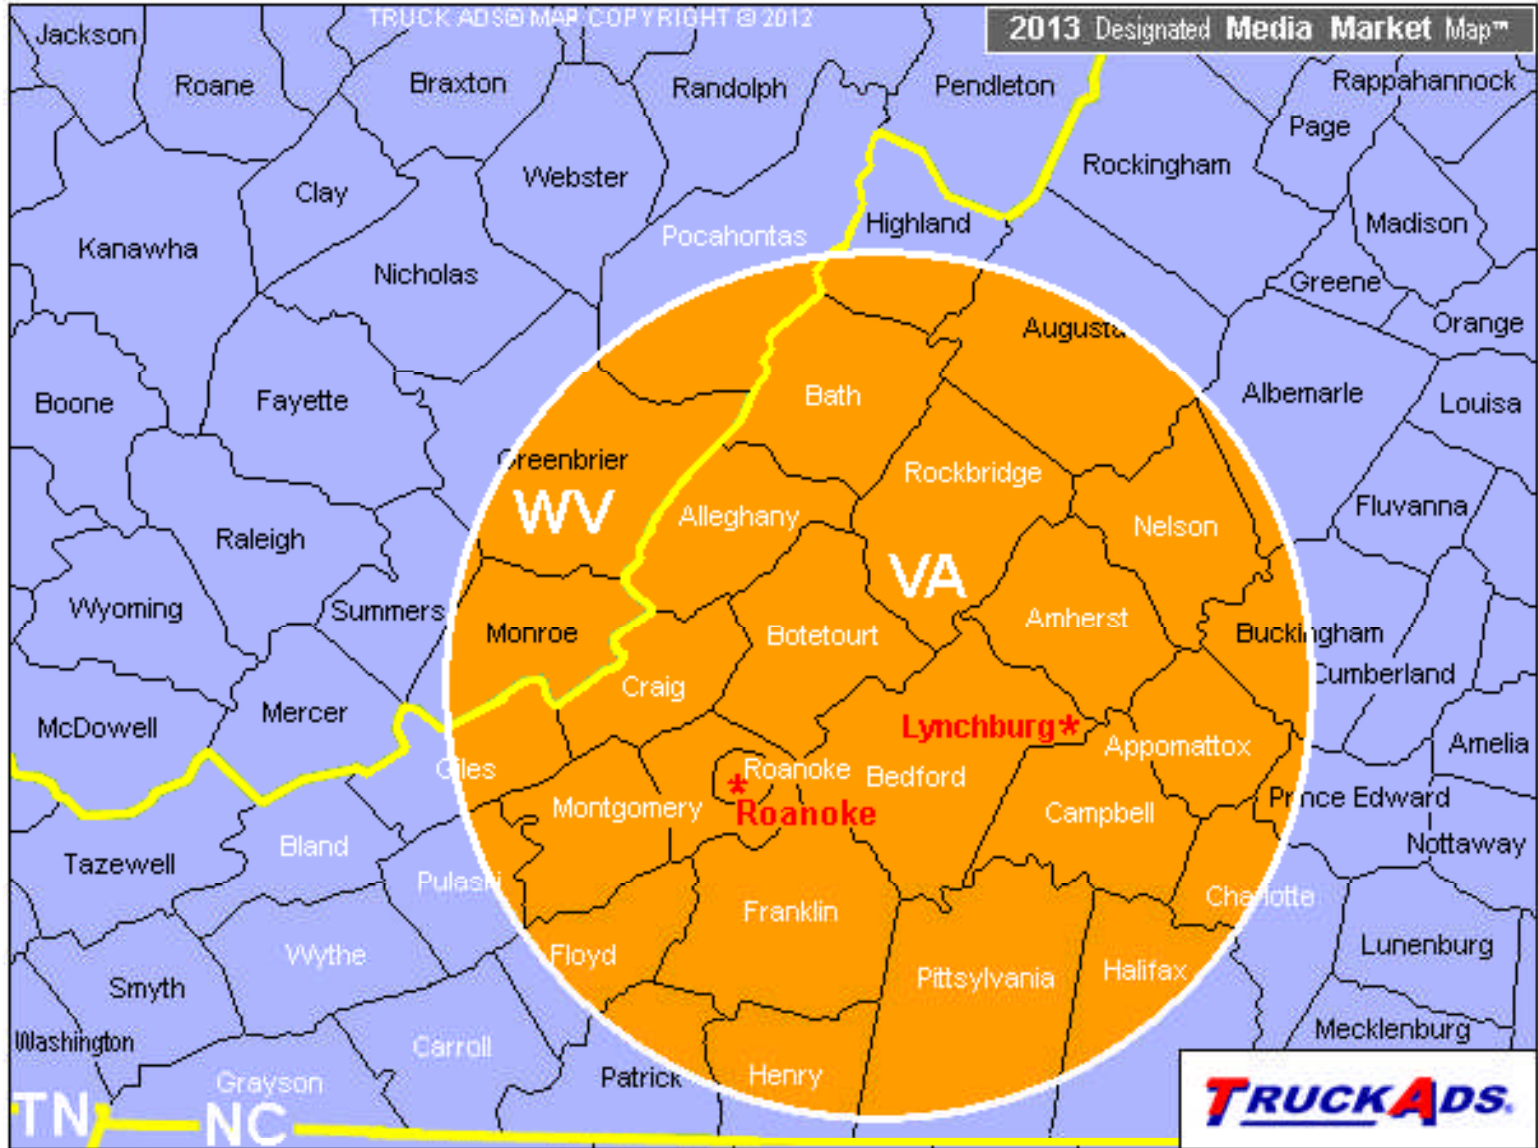 TRUCK ADS® MAP COPYRIGHT © 2012
2013 Designated Media Market Map™
Jackson
Roane
Braxton
Randolph
Pendleton
Rappahannock
Page
Clay
Webster
Rockingham
Kanawha
Nicholas
Pocahontas
Highland
Madison
Greene
Orange
Augusta
Boone
Fayette
Bath
Albemarle
Louisa
Greenbrier
Rockbridge
WV
Alleghany
Nelson
Fluvanna
Raleigh
VA
Wyoming
Summers
Monroe
Botetourt
Amherst
Buckingham
Craig
Cumberland
McDowell
Mercer
Lynchburg*
Appomattox
Amelia
Giles
Roanoke
Bedford
*
Roanoke
Montgomery
Campbell
Prince Edward
Nottaway
Tazewell
Bland
Pulaski
Charlotte
Franklin
Lunenburg
Wythe
Floyd
Pittsylvania
Halifax
Smyth
Washington
Carroll
Mecklenburg
Grayson
Patrick
Henry
TN
NC
TRUCKADS®